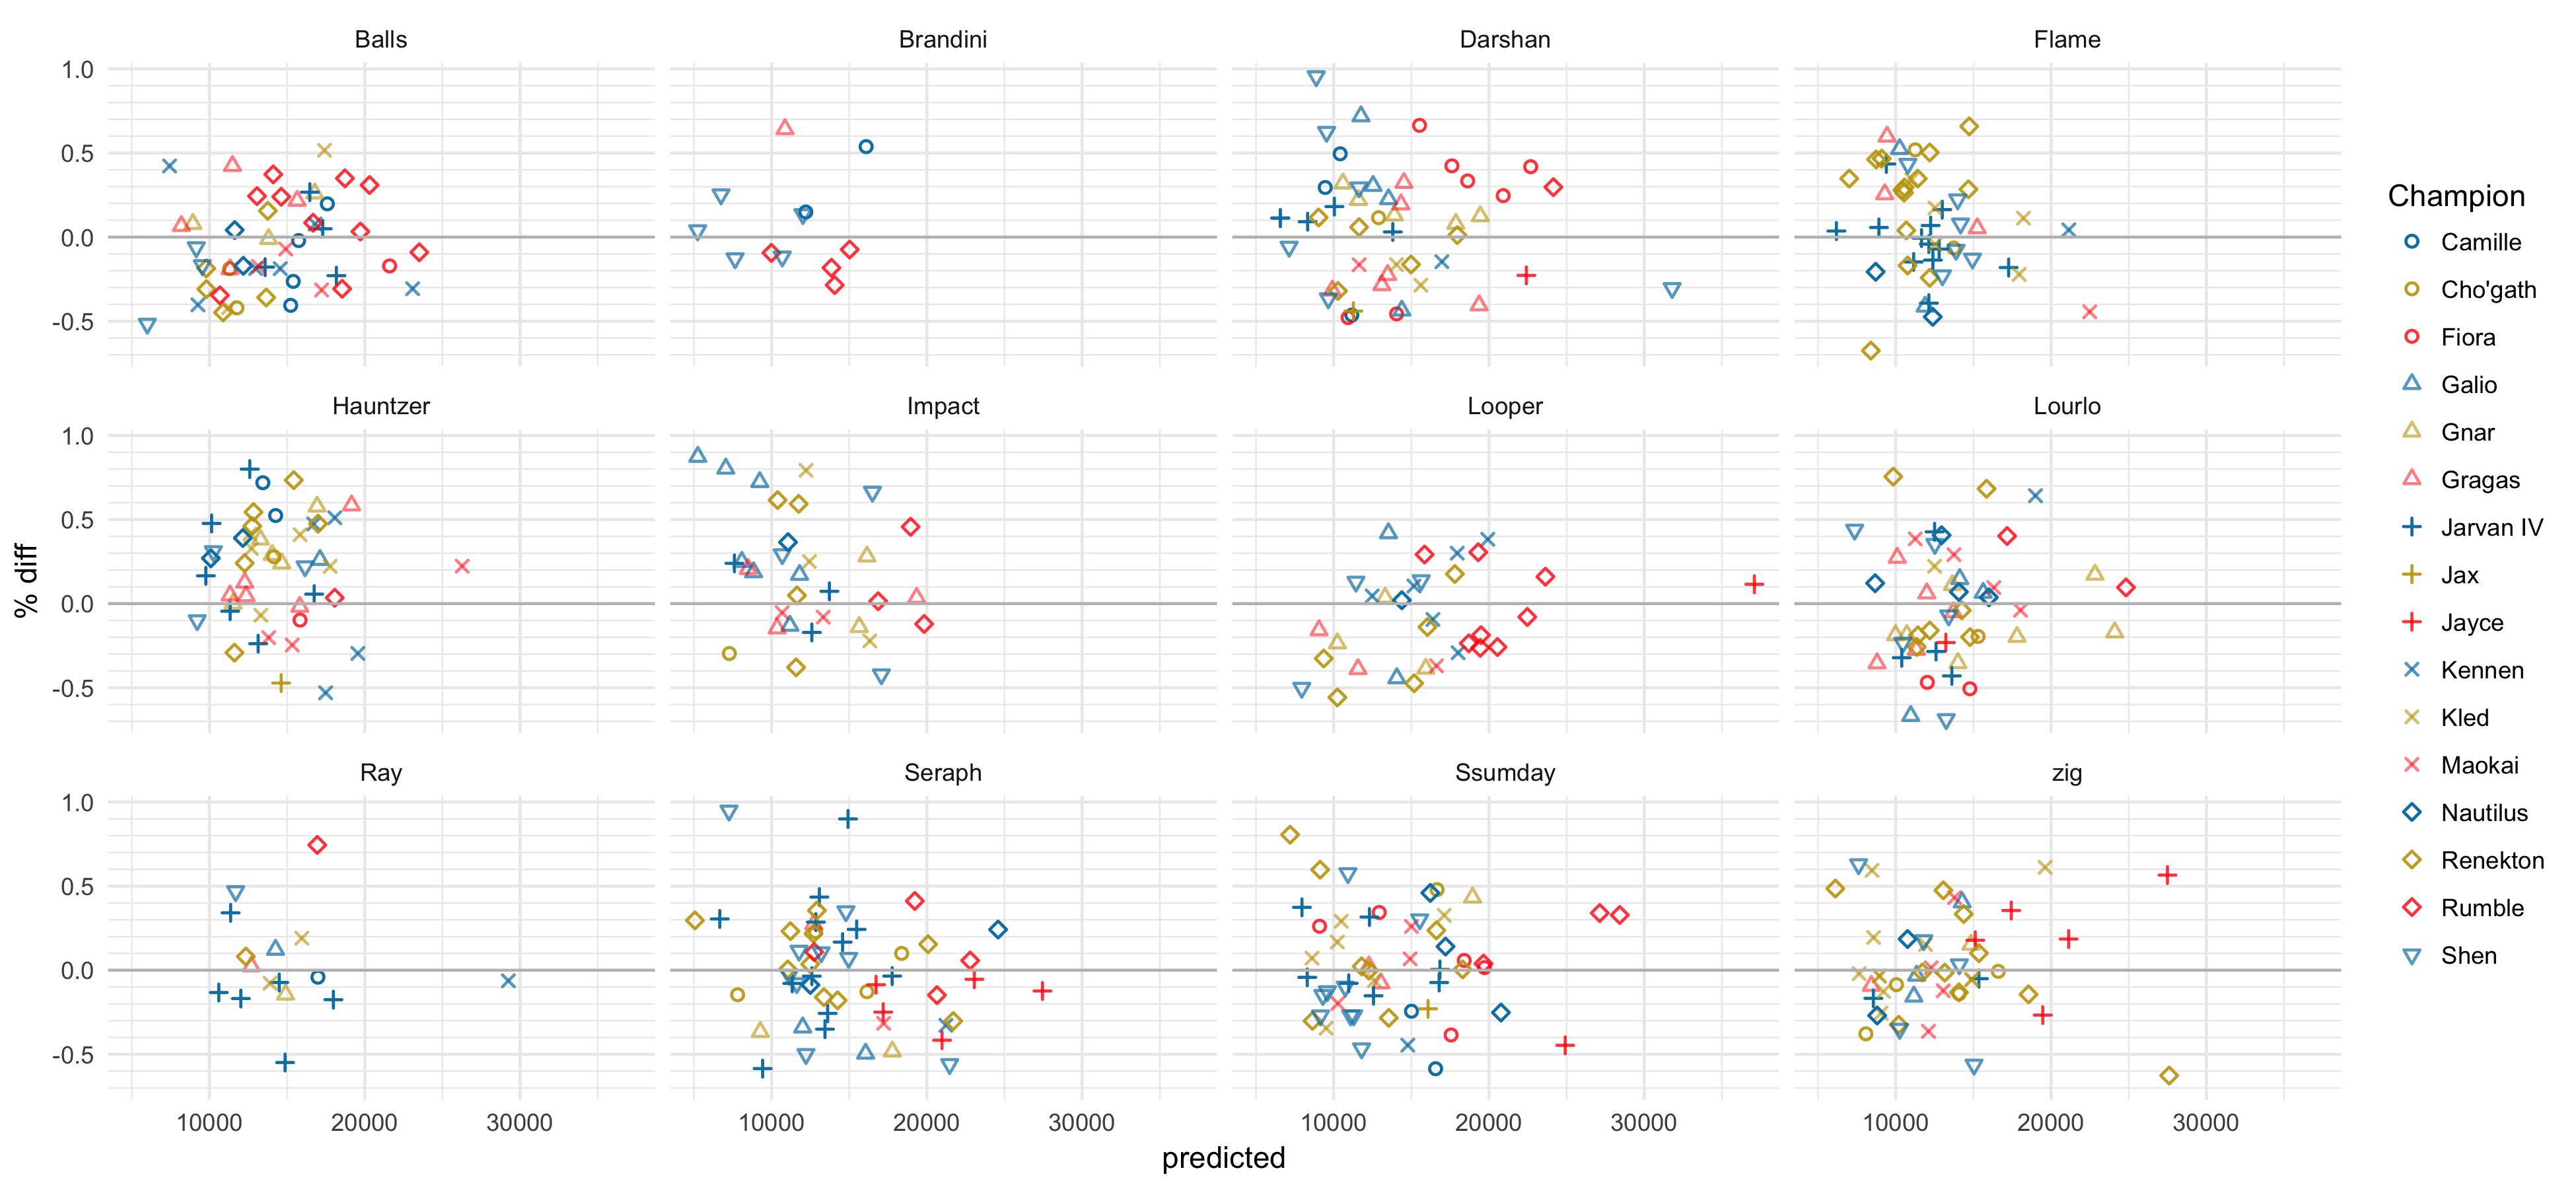 Balls Brandini Darshan Flame
1.0
0.5
0.0
-0.5
Hauntzer Impact Looper Lourlo
1.0
0.5
0.0
-0.5
Ray Seraph Ssumday zig
1.0
0.5
0.0
-0.5
10000 20000 30000 10000 20000 30000 10000 20000 30000 10000 20000 30000
predicted
% diff
Champion
Camille
Cho'gath
Fiora
Galio
Gnar
Gragas
Jarvan IV
Jax
Jayce
Kennen
Kled
Maokai
Nautilus
Renekton
Rumble
Shen